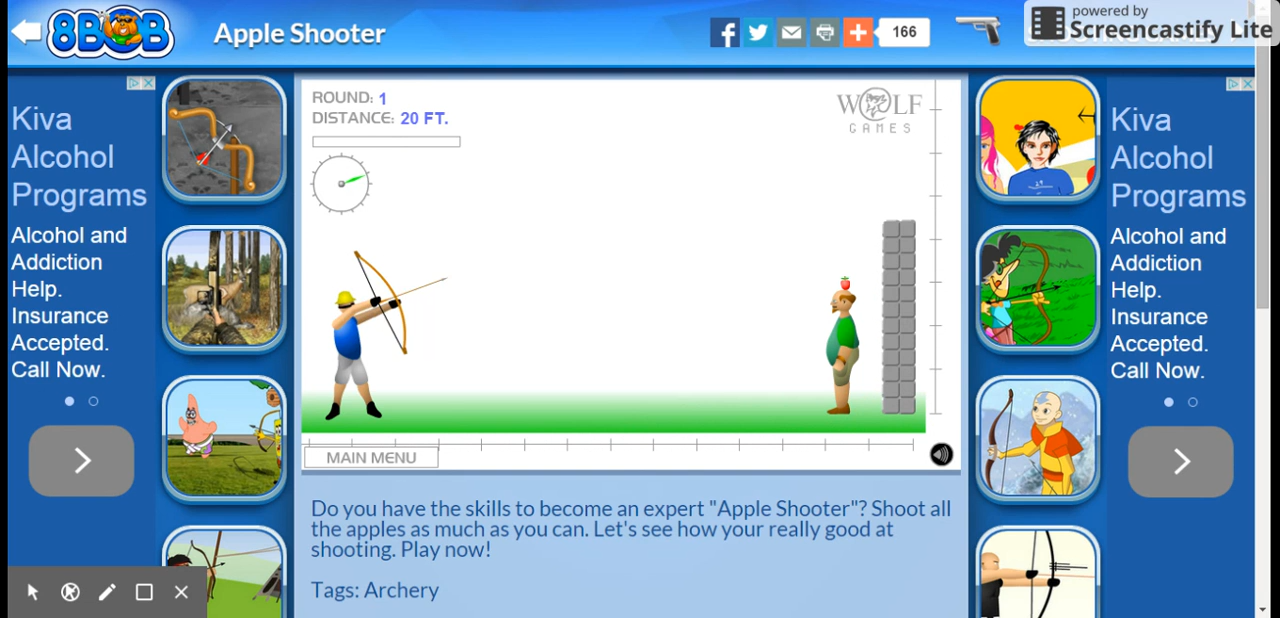 8BOB
Apple Shooter
166
powered by
Screencastify Lite
Kiva
Alcohol
Programs
Alcohol and
Addiction
Help.
Insurance
Accepted.
Call Now.
ROUND: 1
DISTANCE: 20 FT.
WOLF
GAMES
MAIN MENU
Do you have the skills to become an expert "Apple Shooter"? Shoot all
the apples as much as you can. Let's see how your really good at
shooting. Play now!
Tags: Archery
Kiva
Alcohol
Programs
Alcohol and
Addiction
Help.
Insurance
Accepted.
Call Now.